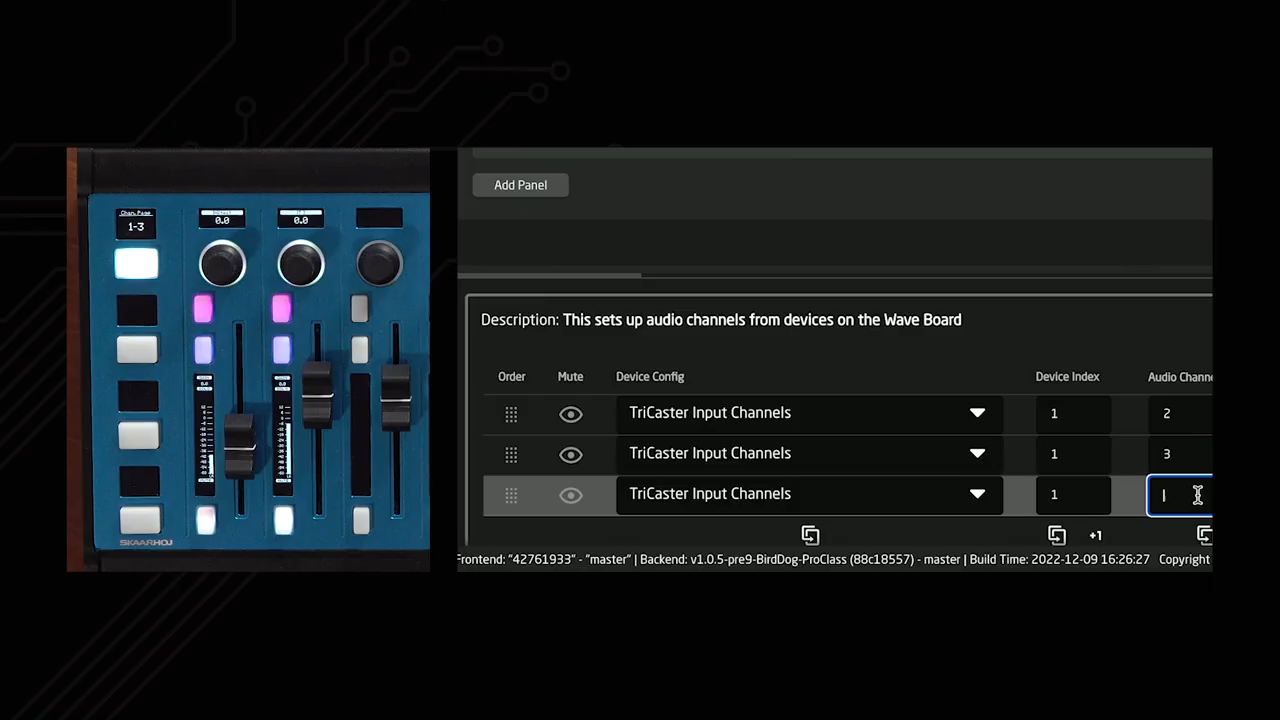 Chan. Page
1-3
0.0
0.0
SKAARHOJ
Add Panel
Description: This sets up audio channels from devices on the Wave Board
Order Mute Device Config Device Index Audio Channe
TriCaster Input Channels 1 2
TriCaster Input Channels 1 3
TriCaster Input Channels 1
+1
Frontend: "42761933" - "master" | Backend: v1.0.5-pre9-BirdDog-ProClass (88c18557) - master | Build Time: 2022-12-09 16:26:27 Copyright